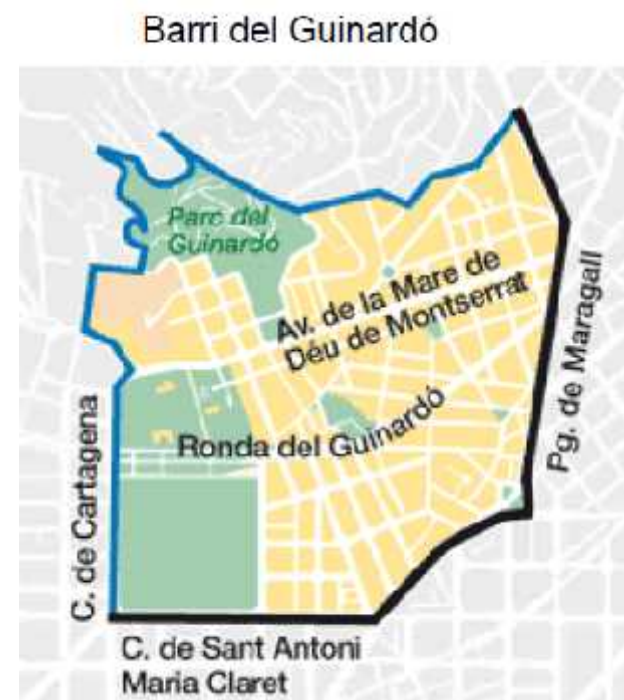 Barri del Guinardó
Parc del
Guinardó
Av. de la Mare de
Déu de Montserrat
Pg. de Maragall
Ronda del Guinardó
C. de Cartagena
C. de Sant Antoni
Maria Claret